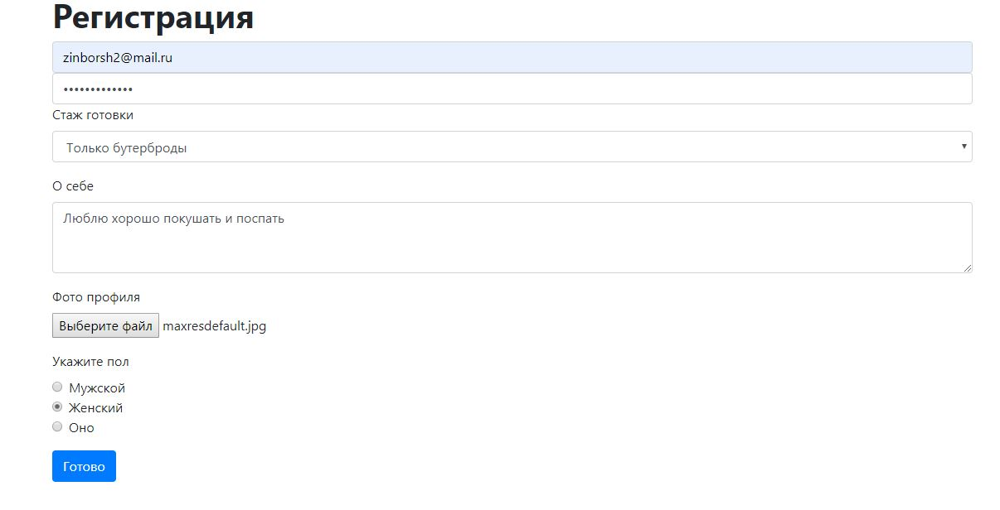 Регистрация
zinborsh2@mail.ru
•••••••••••••
Стаж готовки
Только бутерброды
О себе
Люблю хорошо покушать и поспать
Фото профиля
Выберите файл maxresdefault.jpg
Укажите пол
Мужской
Женский
Оно
Готово